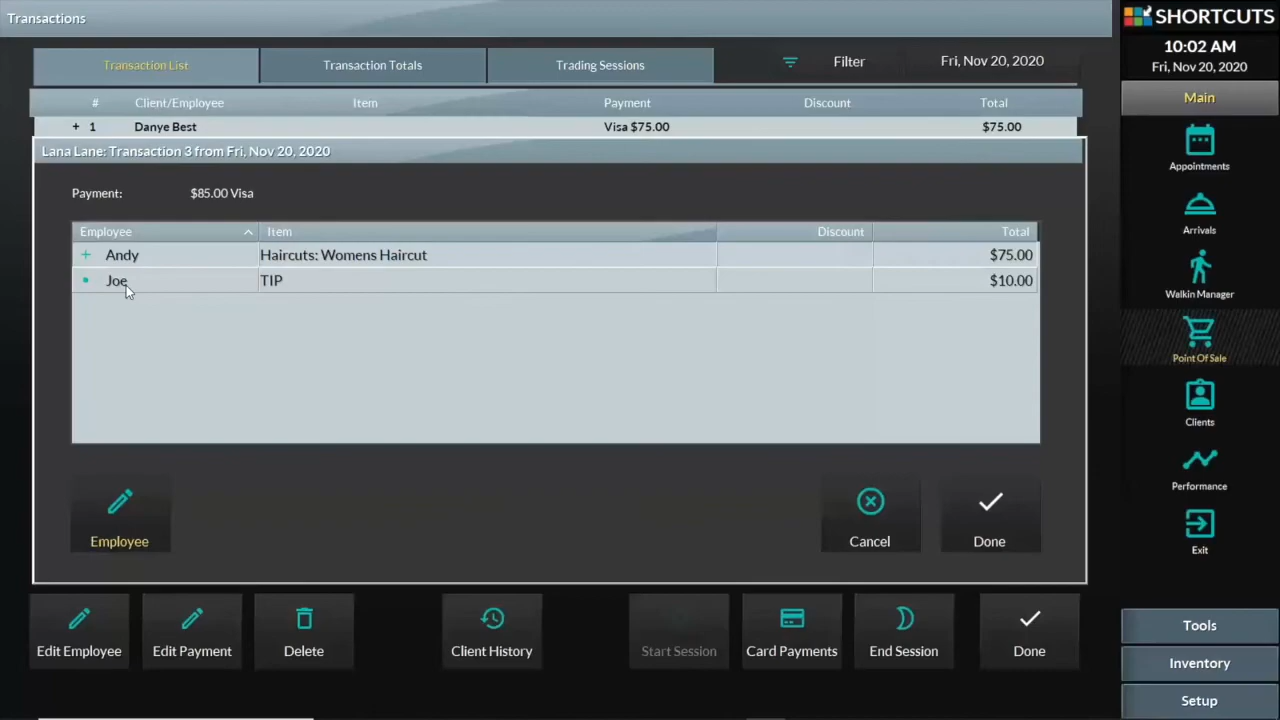 Transactions
SHORTCUTS
10:02 AM
Fri, Nov 20, 2020
Transaction List Transaction Totals Trading Sessions Filter Fri, Nov 20, 2020
# Client/Employee Item Payment Discount Total
+ 1 Danye Best Visa $75.00 $75.00
Lana Lane: Transaction 3 from Fri, Nov 20, 2020
Payment: $85.00 Visa
Employee Item Discount Total
+ Andy Haircuts: Womens Haircut $75.00
Joe TIP $10.00
Employee Cancel Done
Edit Employee Edit Payment Delete Client History Start Session Card Payments End Session Done
Main
Appointments
Arrivals
Walkin Manager
Point Of Sale
Clients
Performance
Exit
Tools
Inventory
Setup